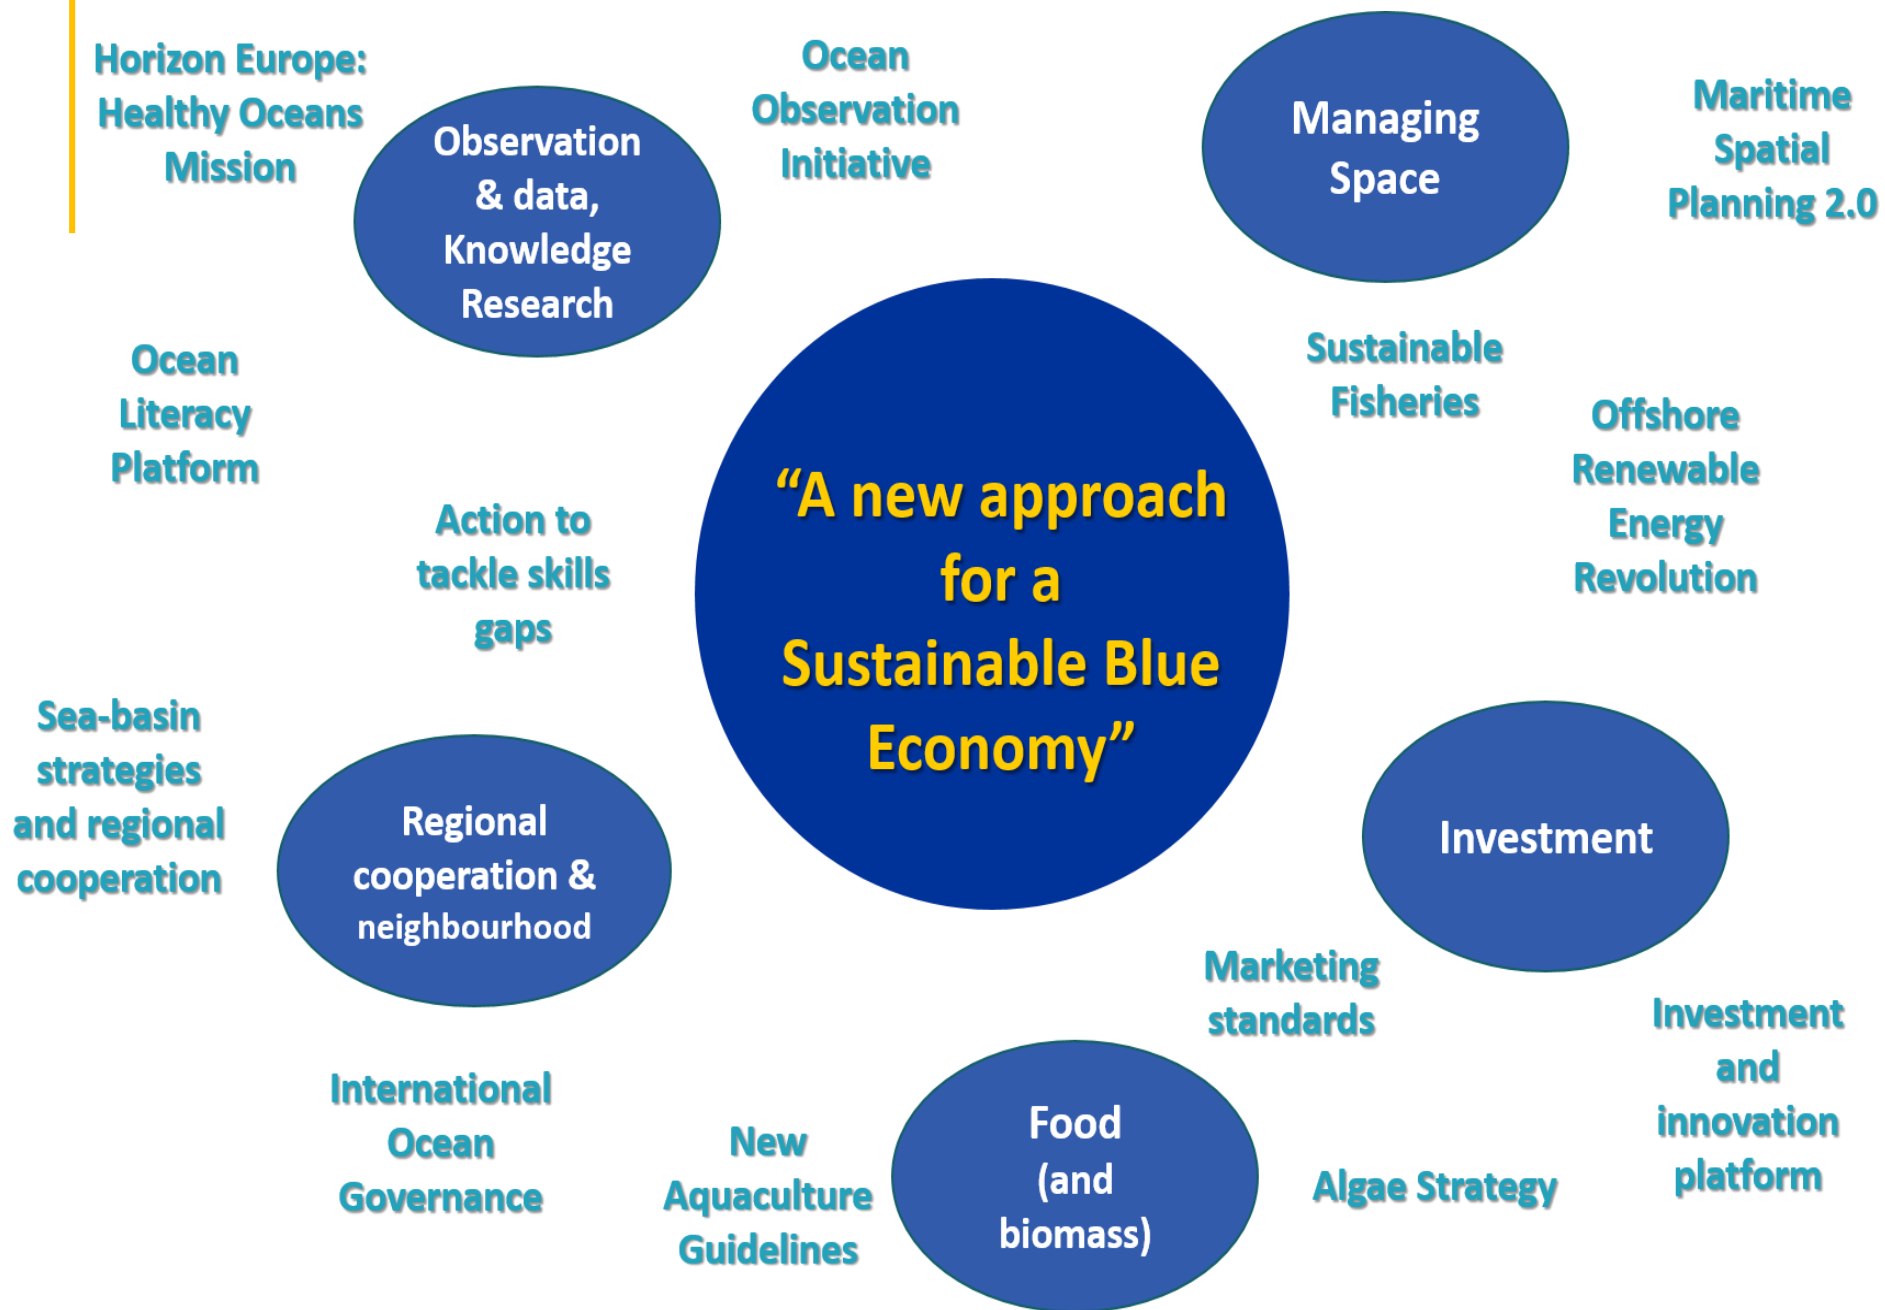 Horizon Europe:
Healthy Oceans
Mission
Observation
& data,
Knowledge
Research
Ocean
Observation
Initiative
Managing
Space
Maritime
Spatial
Planning 2.0
Ocean
Literacy
Platform
Action to
tackle skills
gaps
“A new approach
for a
Sustainable Blue
Economy”
Sustainable
Fisheries
Offshore
Renewable
Energy
Revolution
Sea-basin
strategies
and regional
cooperation
Regional
cooperation &
neighbourhood
Investment
International
Ocean
Governance
New
Aquaculture
Guidelines
Food
(and
biomass)
Marketing
standards
Algae Strategy
Investment
and
innovation
platform